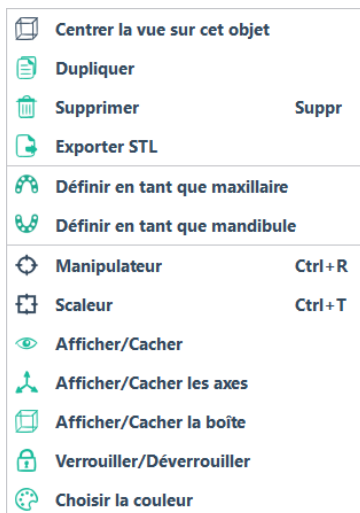 Centrer la vue sur cet objet
Dupliquer
Supprimer Suppr
Exporter STL
Définir en tant que maxillaire
Définir en tant que mandibule
Manipulateur Ctrl+R
Scaleur Ctrl+T
Afficher/Cacher
Afficher/Cacher les axes
Afficher/Cacher la boîte
Verrouiller/Déverrouiller
Choisir la couleur